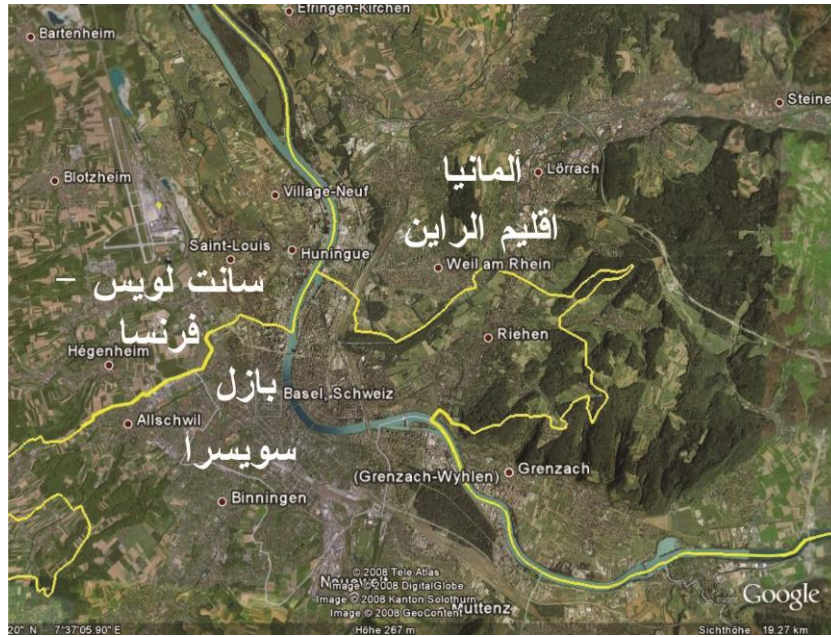 Efringen-Kirchen
Bartenheim
Steine
Blotzheim
ألمانيا
Lörrach
Village-Neuf
اقليم الراين
Saint-Louis
Huningue
Weil am Rhein
سانت لويس –
فرنسا
Riehen
Hégenheim
بازل
Basel, Schweiz
Allschwil
سويسرا
(Grenzach-Wyhlen)
Grenzach
Binningen
© 2008 Tele Atlas
Image © 2008 DigitalGlobe
Image © 2008 Kanton Solothurn
Image © 2008 GeoContent
Muttenz
Google
20" N 7°37'05.90" E
Höhe 267 m
Sichthöhe 19.27 km